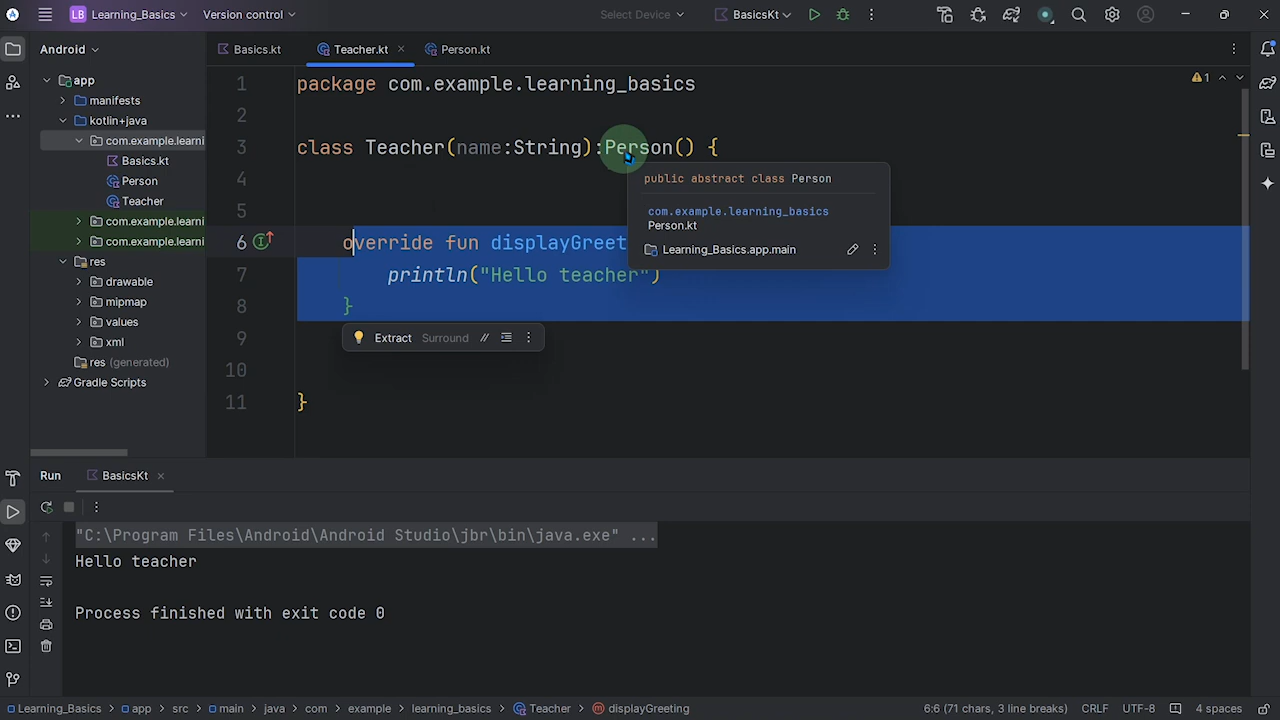 LB Learning_Basics Version control Select Device BasicsKt
Android
Basics.kt Teacher.kt Person.kt
app
manifests
kotlin+java
com.example.learni
Basics.kt
Person
Teacher
com.example.learni
com.example.learni
res
drawable
mipmap
values
xml
res (generated)
Gradle Scripts
1 package com.example.learning_basics
1
2
3 class Teacher(name:String):Person() {
4
5
6 override fun displayGreet
7 println("Hello teacher")
8 }
9
10
11 }
public abstract class Person
com.example.learning_basics
Person.kt
Learning_Basics.app.main
Extract Surround //
Run BasicsKt
"C:\Program Files\Android\Android Studio\jbr\bin\java.exe" ...
Hello teacher
Process finished with exit code 0
Learning_Basics > app > src > main > java > com > example > learning_basics > Teacher > displayGreeting 6:6 (71 chars, 3 line breaks) CRLF UTF-8 4 spaces